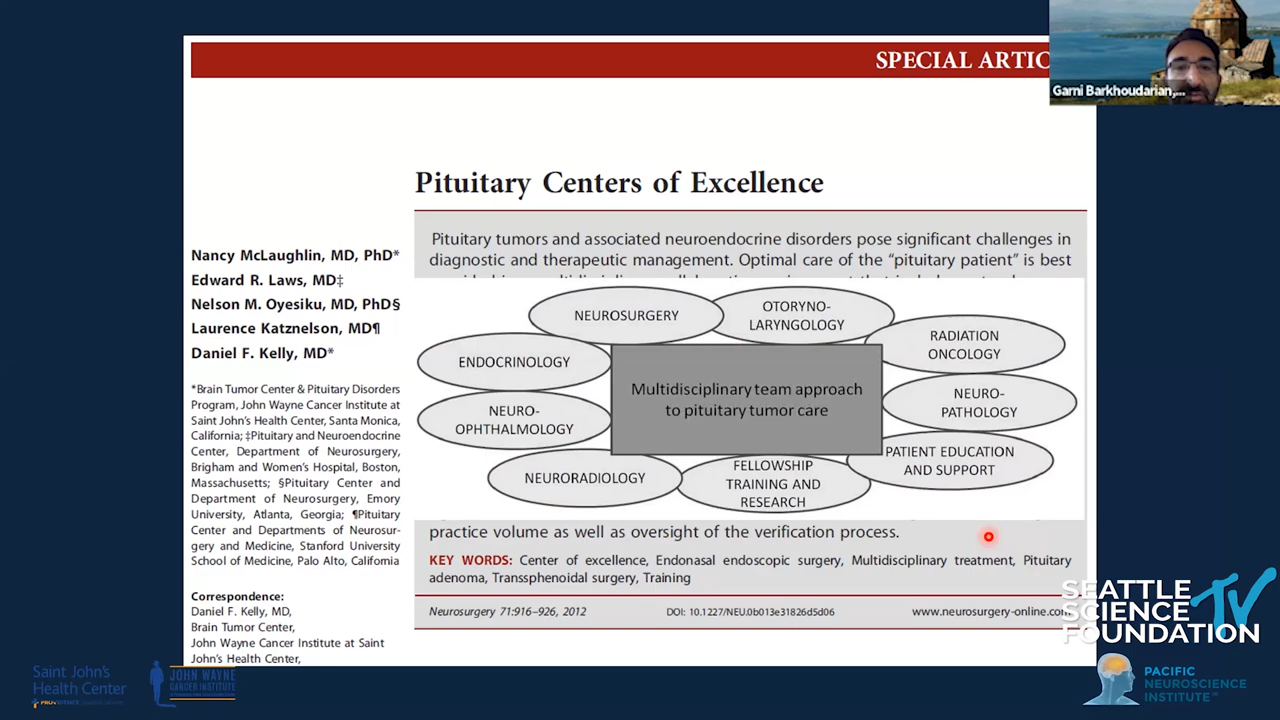 SPECIAL ARTIC
Garni Barkhoudarian,...
Pituitary Centers of Excellence
Nancy McLaughlin, MD, PhD*
Edward R. Laws, MD‡
Nelson M. Oyesiku, MD, PhD§
Laurence Katznelson, MD¶
Daniel F. Kelly, MD*
*Brain Tumor Center & Pituitary Disorders
Program, John Wayne Cancer Institute at
Saint John's Health Center, Santa Monica,
California; ‡Pituitary and Neuroendocrine
Center, Department of Neurosurgery,
Brigham and Women's Hospital, Boston,
Massachusetts; §Pituitary Center and
Department of Neurosurgery, Emory
University, Atlanta, Georgia; ¶Pituitary
Center and Departments of Neurosur-
gery and Medicine, Stanford University
School of Medicine, Palo Alto, California
Correspondence:
Daniel F. Kelly, MD,
Brain Tumor Center,
John Wayne Cancer Institute at Saint
John's Health Center,
Pituitary tumors and associated neuroendocrine disorders pose significant challenges in
diagnostic and therapeutic management. Optimal care of the “pituitary patient” is best
NEUROSURGERY
OTORYNO-
LARYNGOLOGY
RADIATION
ONCOLOGY
ENDOCRINOLOGY
Multidisciplinary team approach
to pituitary tumor care
NEURO-
PATHOLOGY
NEURO-
OPHTHALMOLOGY
PATIENT EDUCATION
AND SUPPORT
NEURORADIOLOGY
FELLOWSHIP
TRAINING AND
RESEARCH
practice volume as well as oversight of the verification process.
KEY WORDS: Center of excellence, Endonasal endoscopic surgery, Multidisciplinary treatment, Pituitary
adenoma, Transsphenoidal surgery, Training
Neurosurgery 71:916–926, 2012
DOI: 10.1227/NEU.0b013e31826d5d06
www.neurosurgery-online.com
SEATTLE
SCIENCE
FOUNDATION
TV
Saint John's
Health Center
PROVIDENCE
JOHN WAYNE
CANCER INSTITUTE
PACIFIC
NEUROSCIENCE
INSTITUTE